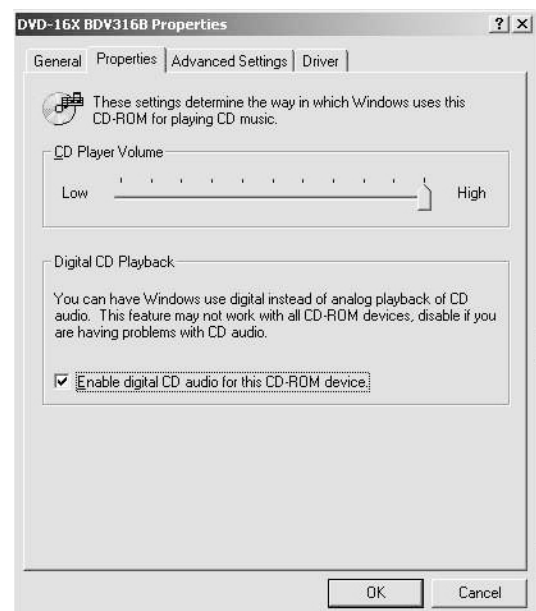 DVD-16X BDV316B Properties
General Properties Advanced Settings Driver
These settings determine the way in which Windows uses this
CD-ROM for playing CD music.
CD Player Volume
Low High
Digital CD Playback
You can have Windows use digital instead of analog playback of CD
audio. This feature may not work with all CD-ROM devices, disable if you
are having problems with CD audio.
Enable digital CD audio for this CD-ROM device.
OK Cancel